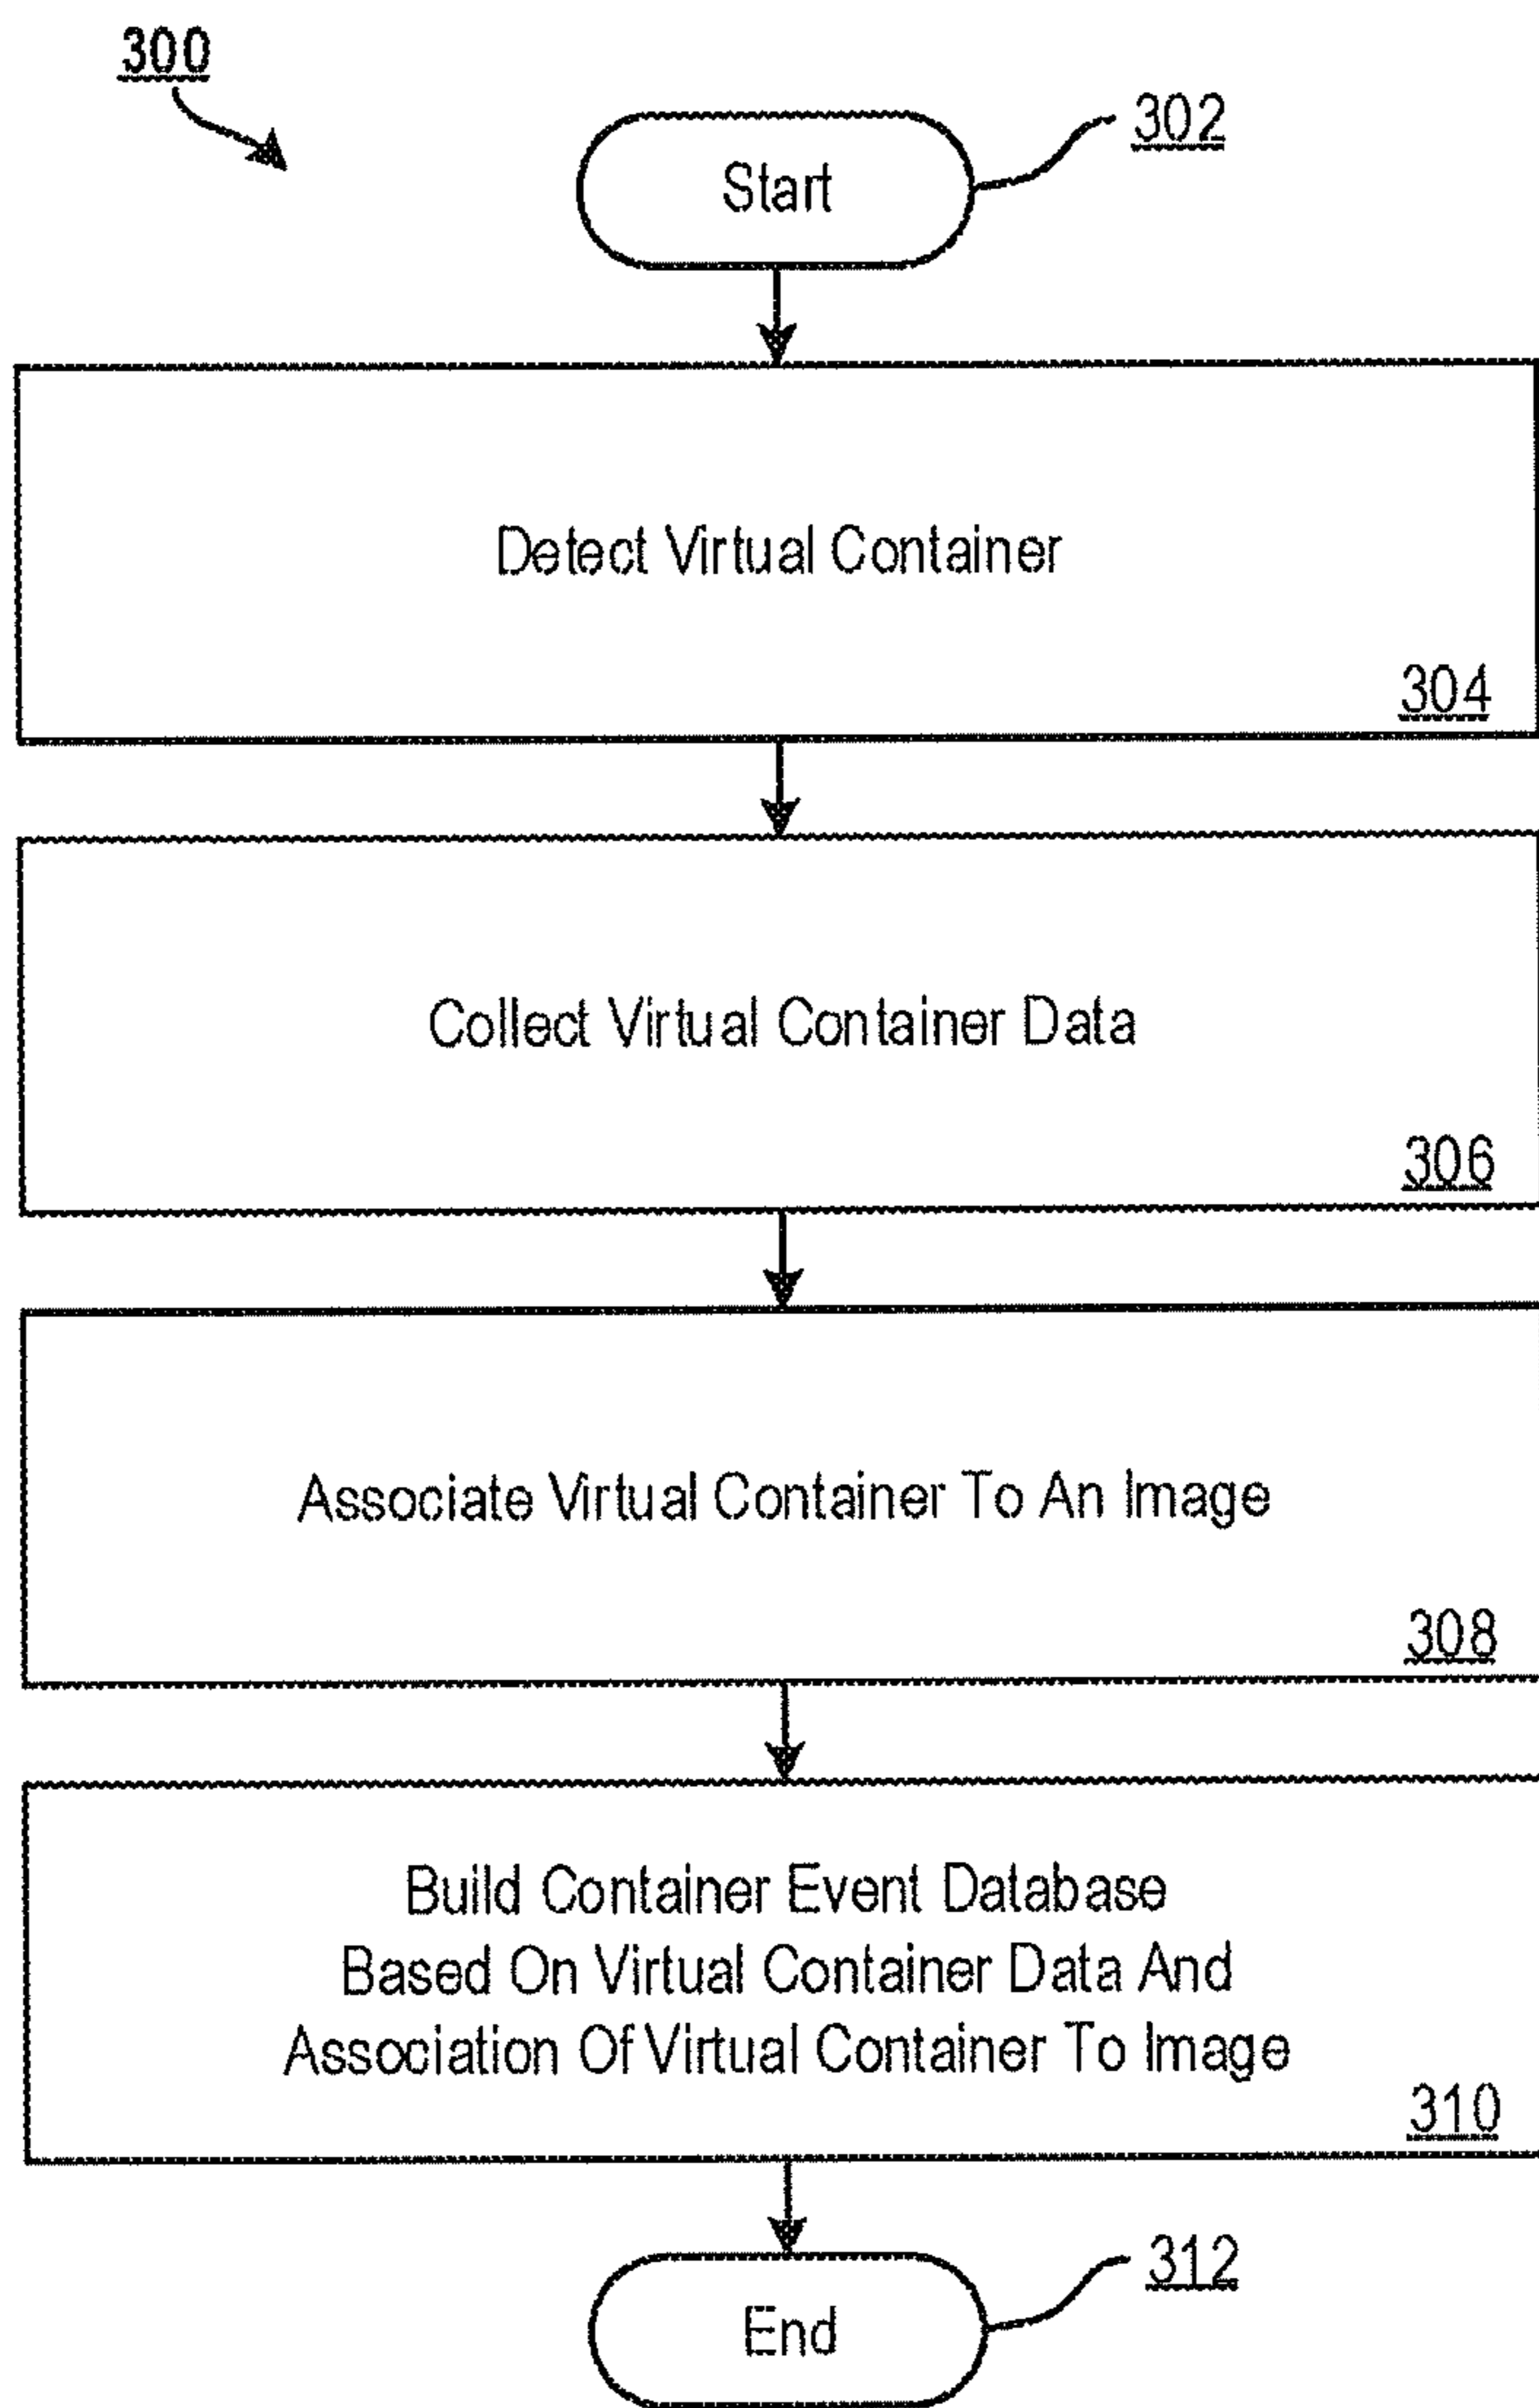 300
302
Start
Detect Virtual Container
304
Collect Virtual Container Data
306
Associate Virtual Container To An Image
308
Build Container Event Database
Based On Virtual Container Data And
Association Of Virtual Container To Image
310
312
End